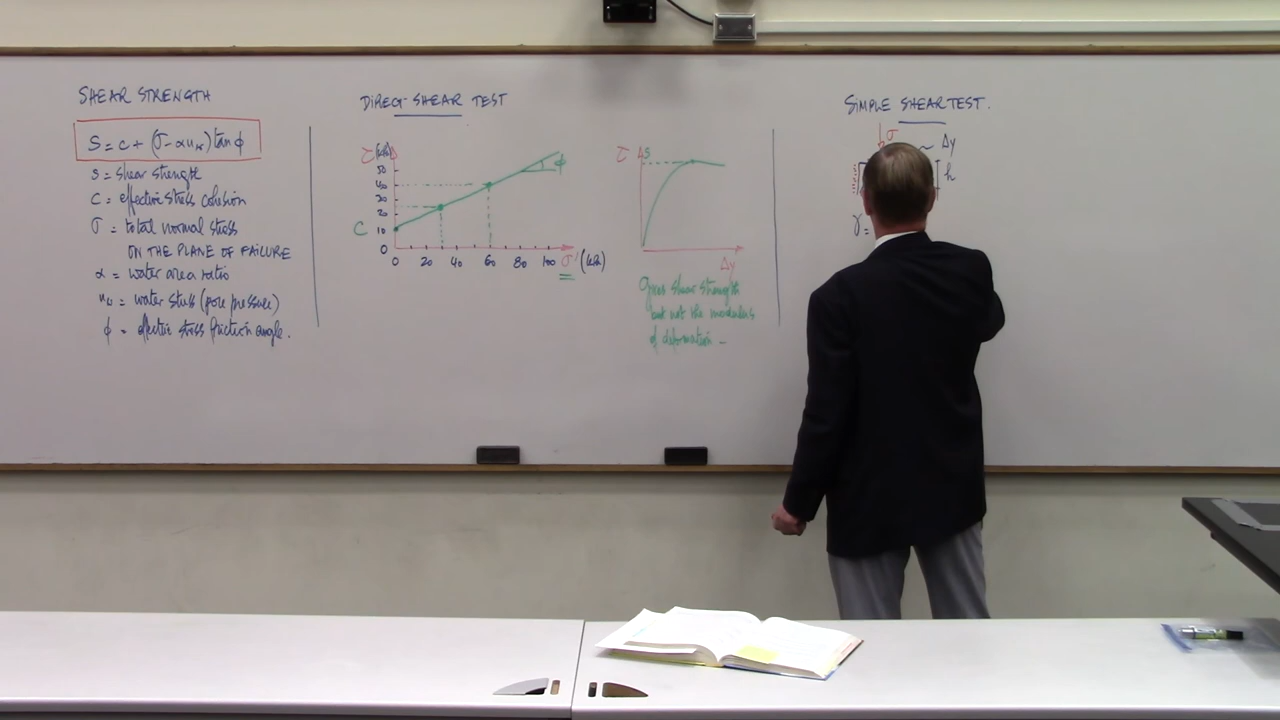 SHEAR STRENGTH
S = c + (σ - αuw) tan ϕ
S = shear strength
C = effective stress cohesion
σ = total normal stress
ON THE PLANE OF FAILURE
α = water area ratio
uw = water stress (pore pressure)
ϕ = effective stress friction angle.
DIRECT SHEAR TEST
τ (kPa)
50
40
30
20
10
0
C
ϕ
0 20 40 60 80 100 σ' (kPa)
τ
S
Δy
Gives shear strength
but not the modulus
of deformation -
SIMPLE SHEAR TEST.
σ
Δy
h
γ =